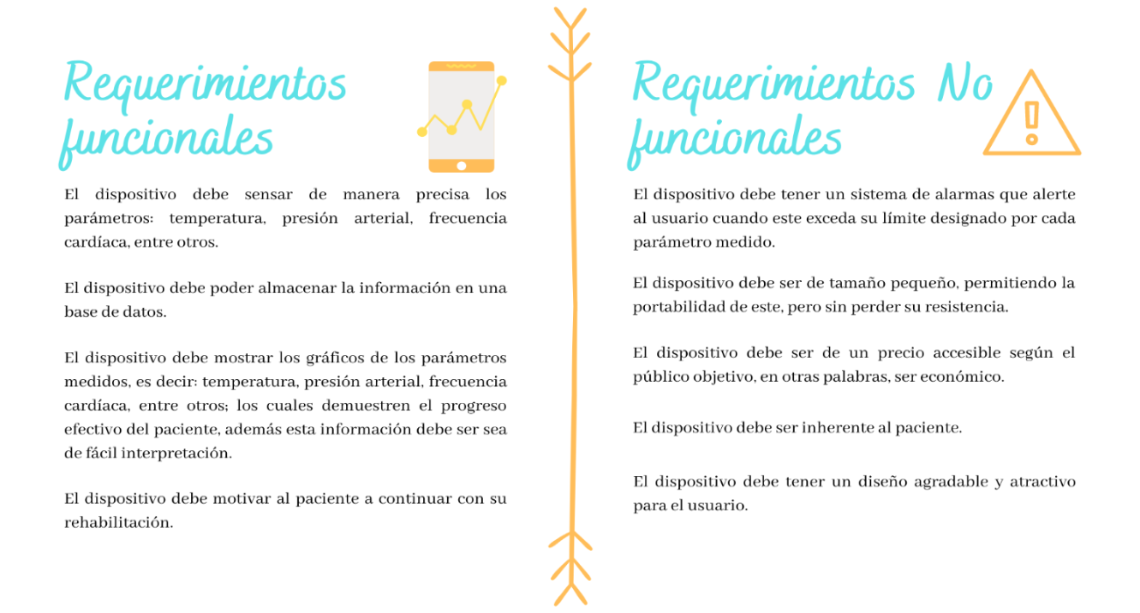 Requerimientos
funcionales
El dispositivo debe sensar de manera precisa los
parámetros: temperatura, presión arterial, frecuencia
cardíaca, entre otros.
El dispositivo debe poder almacenar la información en una
base de datos.
El dispositivo debe mostrar los gráficos de los parámetros
medidos, es decir: temperatura, presión arterial, frecuencia
cardíaca, entre otros; los cuales demuestren el progreso
efectivo del paciente, además esta información debe ser sea
de fácil interpretación.
El dispositivo debe motivar al paciente a continuar con su
rehabilitación.
Requerimientos No
funcionales
El dispositivo debe tener un sistema de alarmas que alerte
al usuario cuando este exceda su límite designado por cada
parámetro medido.
El dispositivo debe ser de tamaño pequeño, permitiendo la
portabilidad de este, pero sin perder su resistencia.
El dispositivo debe ser de un precio accesible según el
público objetivo, en otras palabras, ser económico.
El dispositivo debe ser inherente al paciente.
El dispositivo debe tener un diseño agradable y atractivo
para el usuario.